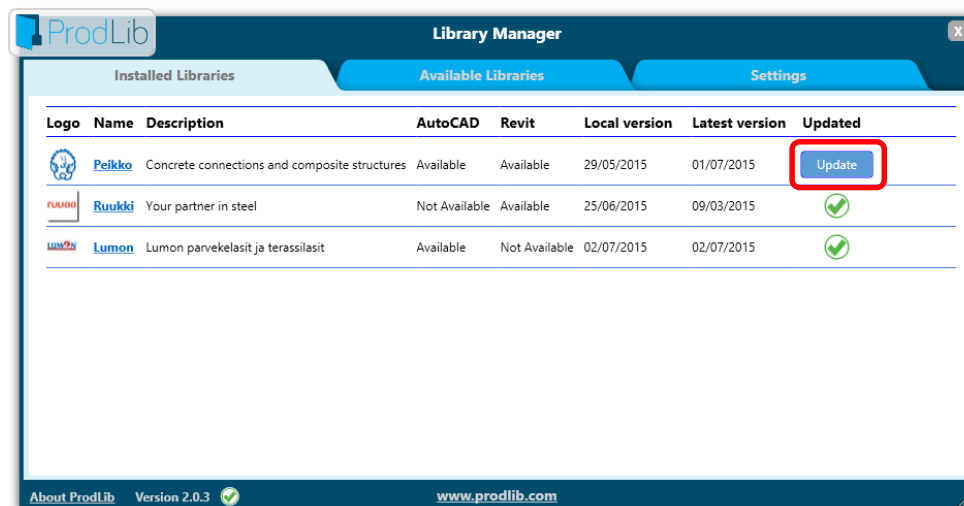 ProdLib
Library Manager
X
Installed Libraries Available Libraries Settings
Logo Name Description AutoCAD Revit Local version Latest version Updated
Peikko Concrete connections and composite structures Available Available 29/05/2015 01/07/2015 Update
ruukki Ruukki Your partner in steel Not Available Available 25/06/2015 09/03/2015
LUMON Lumon Lumon parvekelasit ja terassilasit Available Not Available 02/07/2015 02/07/2015
About ProdLib Version 2.0.3 www.prodlib.com